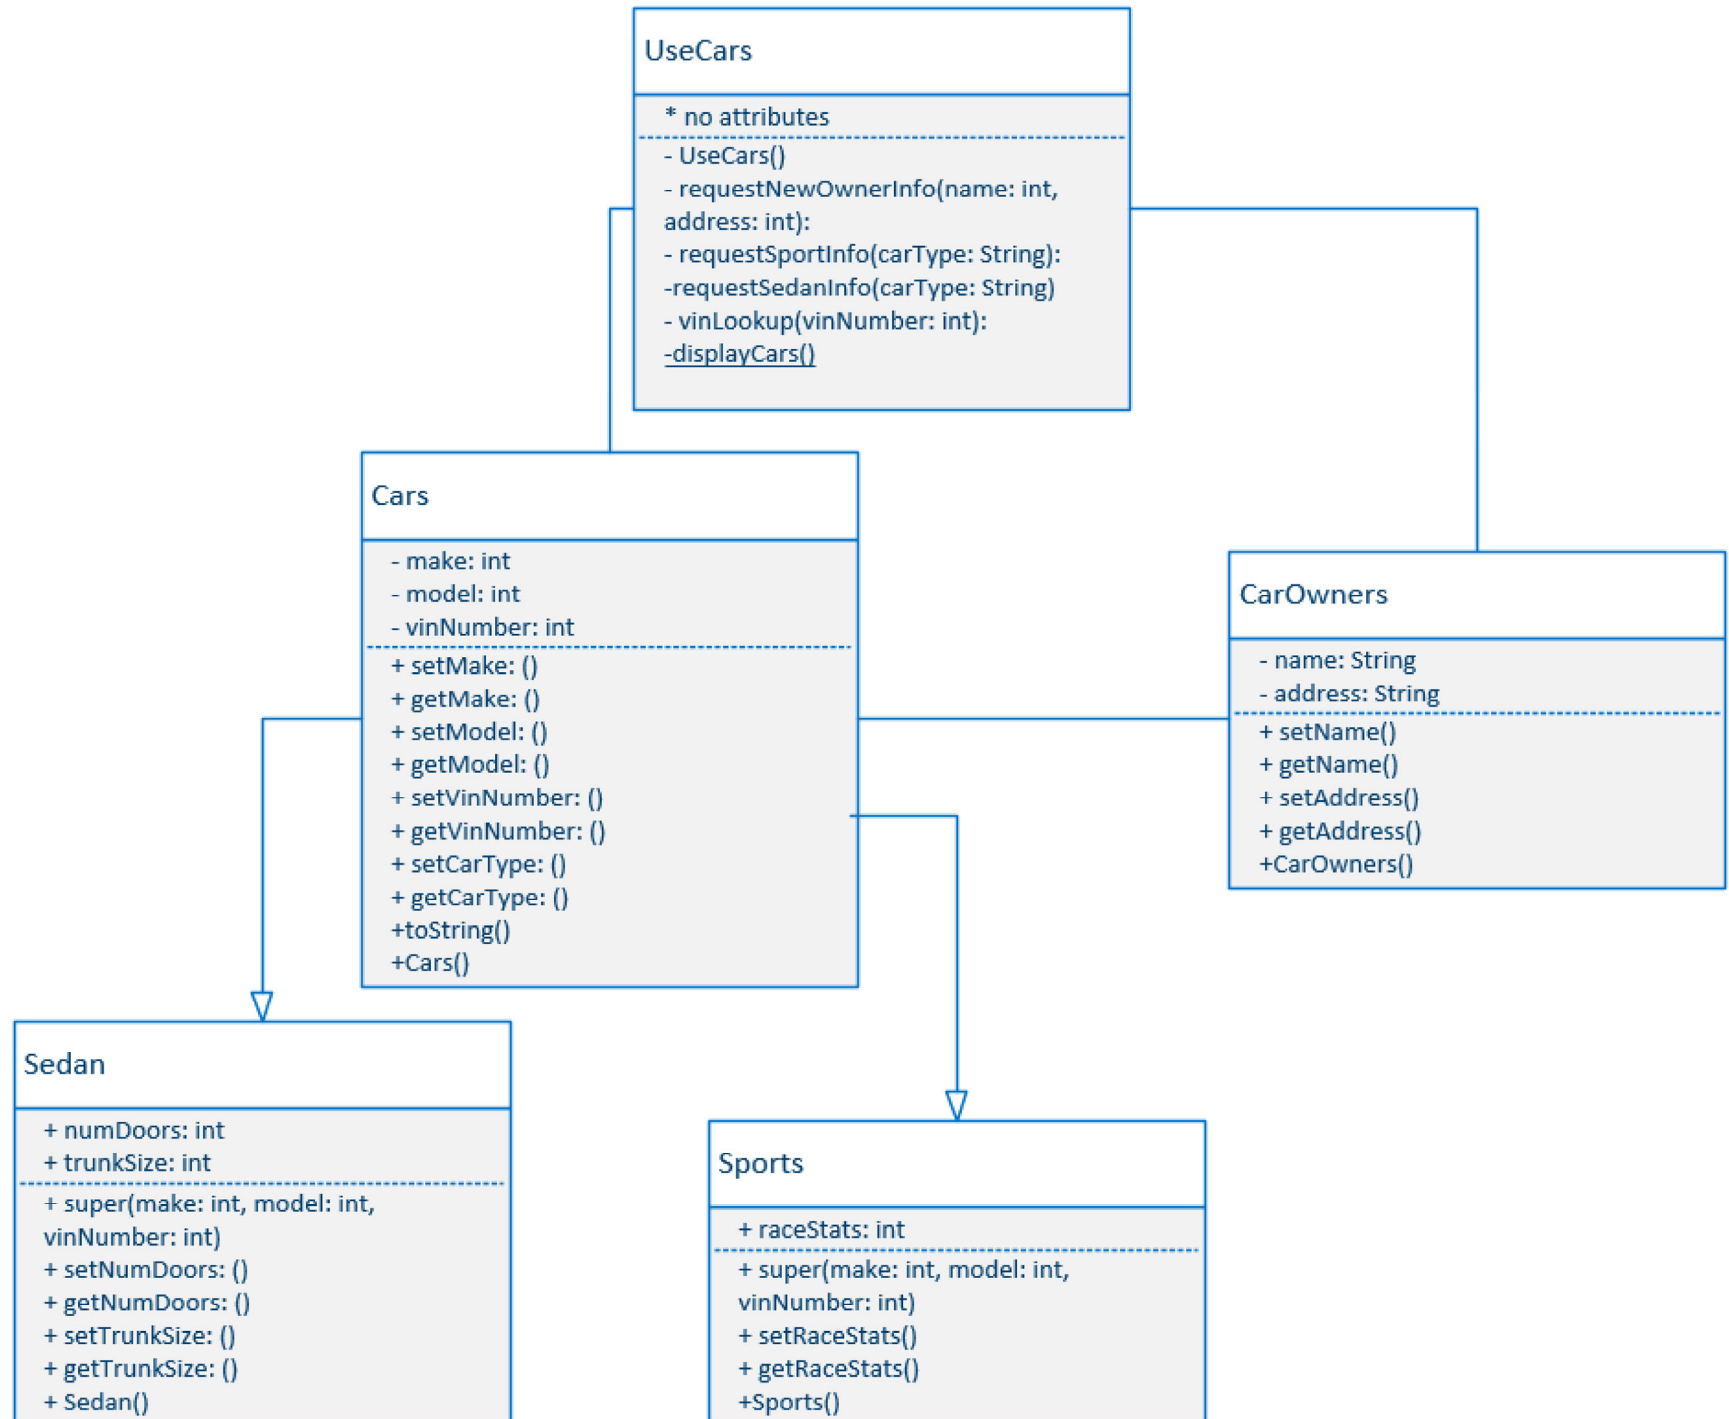 UseCars
* no attributes
- UseCars()
- requestNewOwnerInfo(name: int,
address: int):
- requestSportInfo(carType: String):
-requestSedanInfo(carType: String)
- vinLookup(vinNumber: int):
-displayCars()
Cars
- make: int
- model: int
- vinNumber: int
+ setMake: ()
+ getMake: ()
+ setModel: ()
+ getModel: ()
+ setVinNumber: ()
+ getVinNumber: ()
+ setCarType: ()
+ getCarType: ()
+toString()
+Cars()
CarOwners
- name: String
- address: String
+ setName()
+ getName()
+ setAddress()
+ getAddress()
+CarOwners()
Sedan
+ numDoors: int
+ trunkSize: int
+ super(make: int, model: int,
vinNumber: int)
+ setNumDoors: ()
+ getNumDoors: ()
+ setTrunkSize: ()
+ getTrunkSize: ()
+ Sedan()
Sports
+ raceStats: int
+ super(make: int, model: int,
vinNumber: int)
+ setRaceStats()
+ getRaceStats()
+Sports()